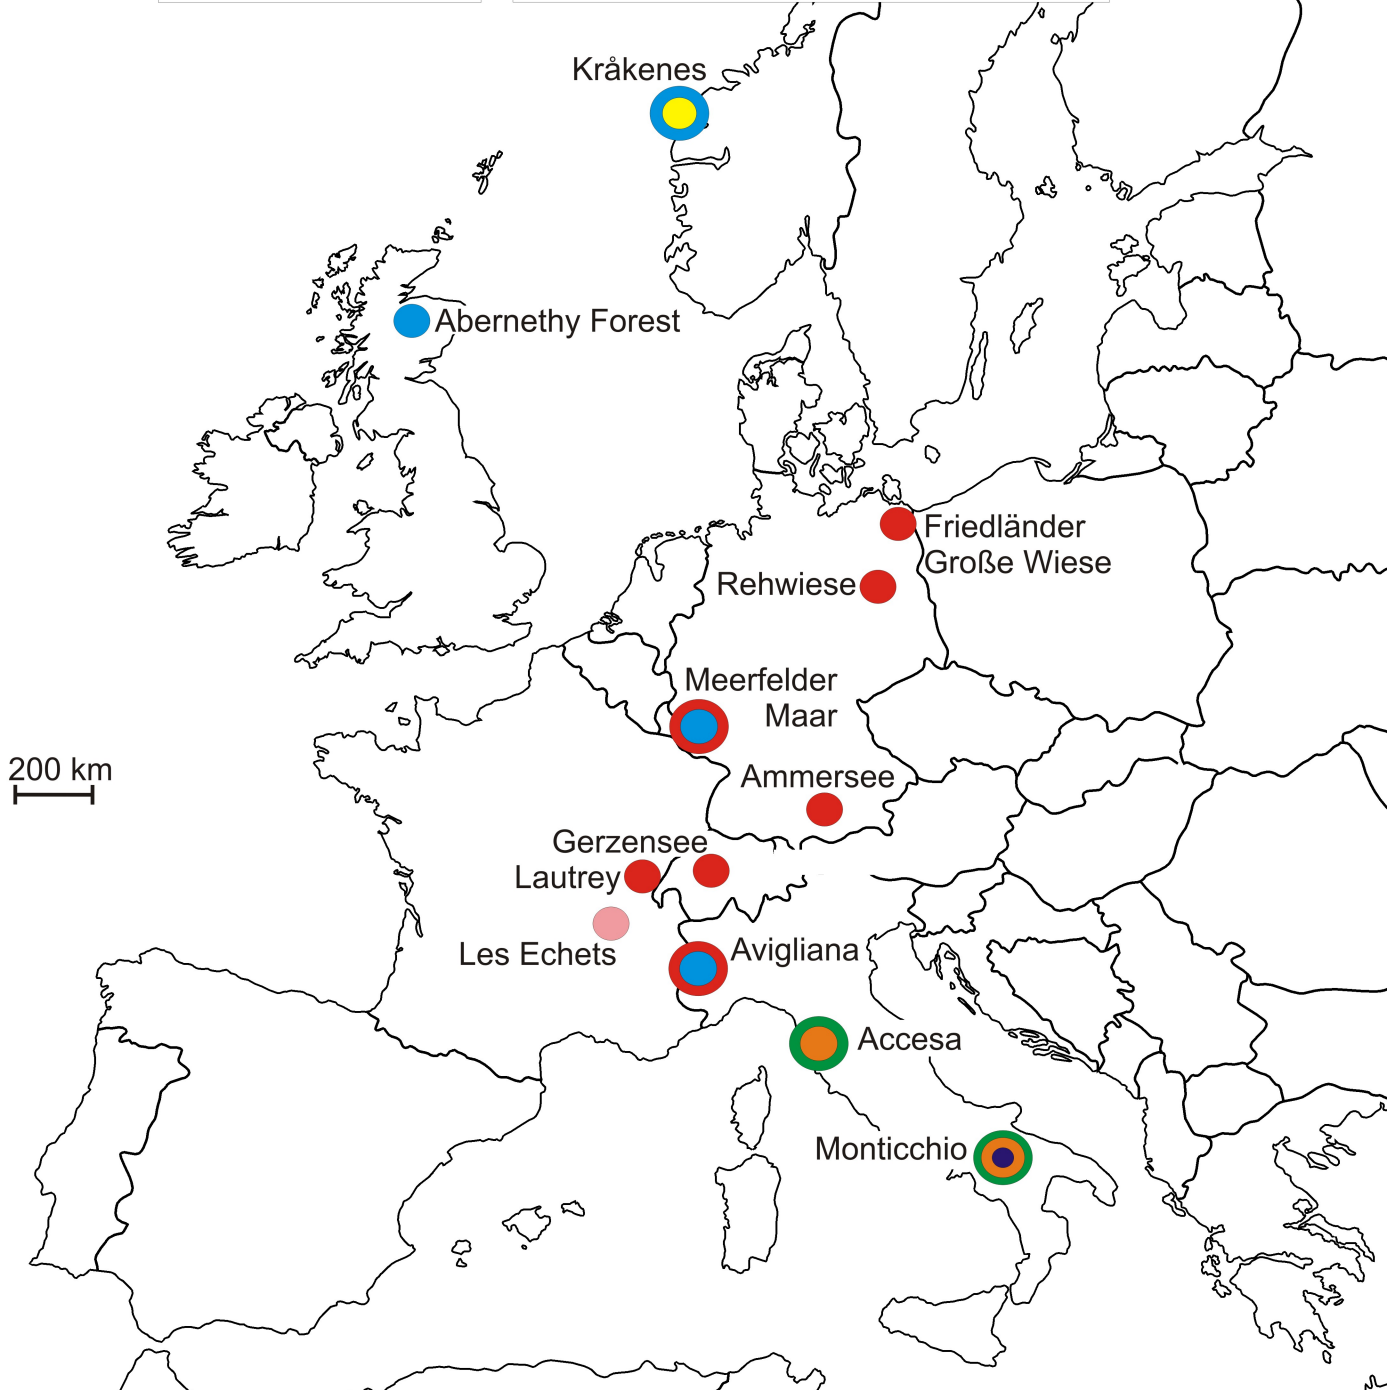 Kråkenes
Abernethy Forest
Friedländer
Große Wiese
Rehwiese
Meerfelder
Maar
200 km
Ammersee
Gerzensee
Lautrey
Les Echets
Avigliana
Accesa
Monticchio